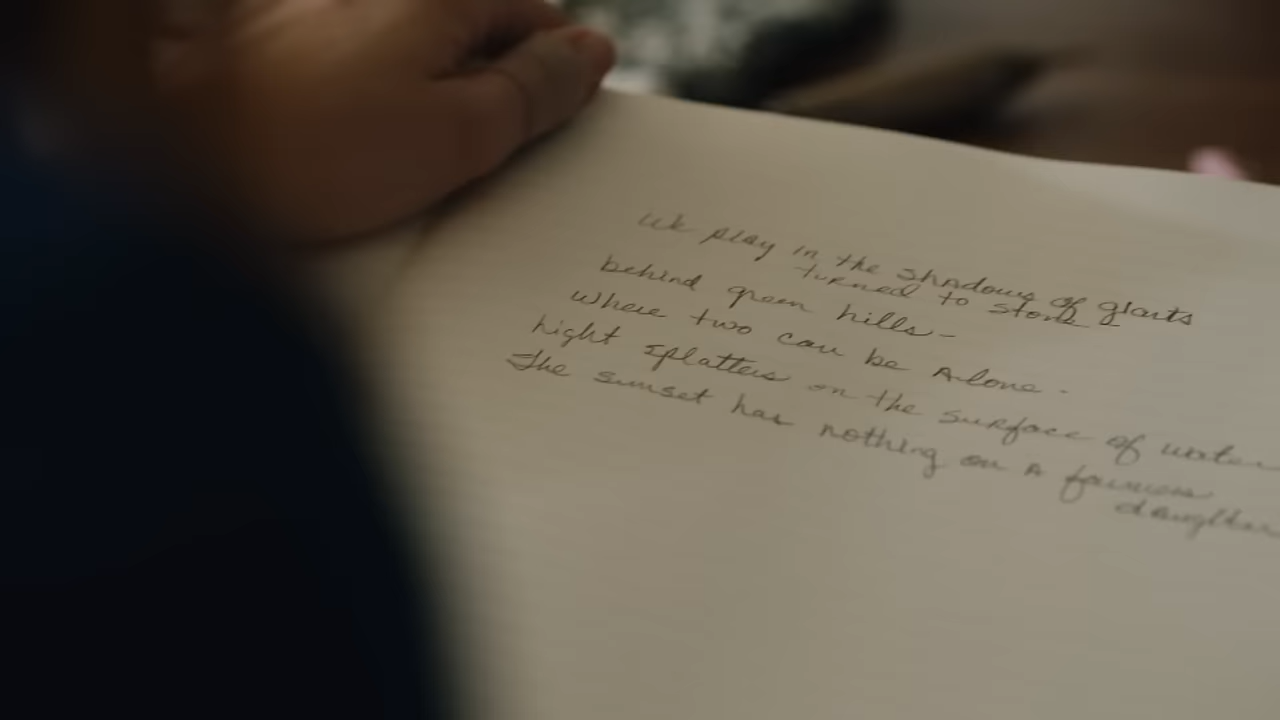 We play in the shadows of giants
turned to stone
behind green hills-
where two can be Alone-
Light splatters on the surface of water
The sunset has nothing on A
daughter